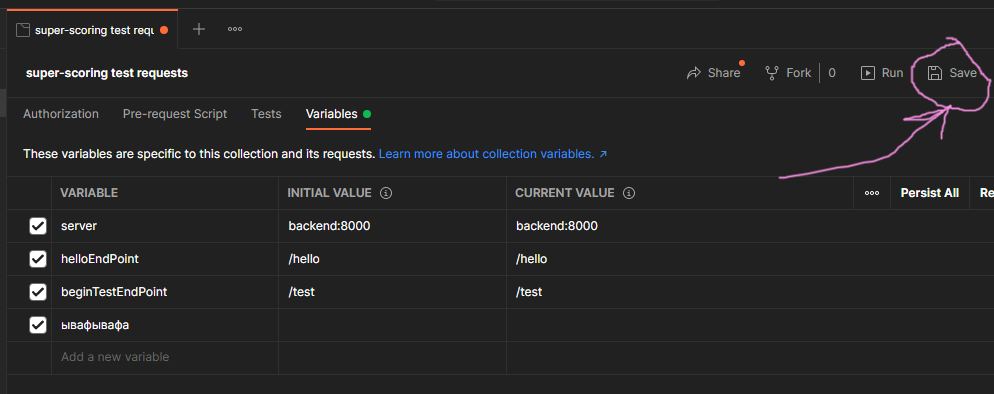 super-scoring test requ
super-scoring test requests
Share
Fork
0
Run
Save
Authorization
Pre-request Script
Tests
Variables
These variables are specific to this collection and its requests. Learn more about collection variables. ↗
VARIABLE INITIAL VALUE CURRENT VALUE Persist All Re
server backend:8000 backend:8000
helloEndPoint /hello /hello
beginTestEndPoint /test /test
ывафывафа
Add a new variable